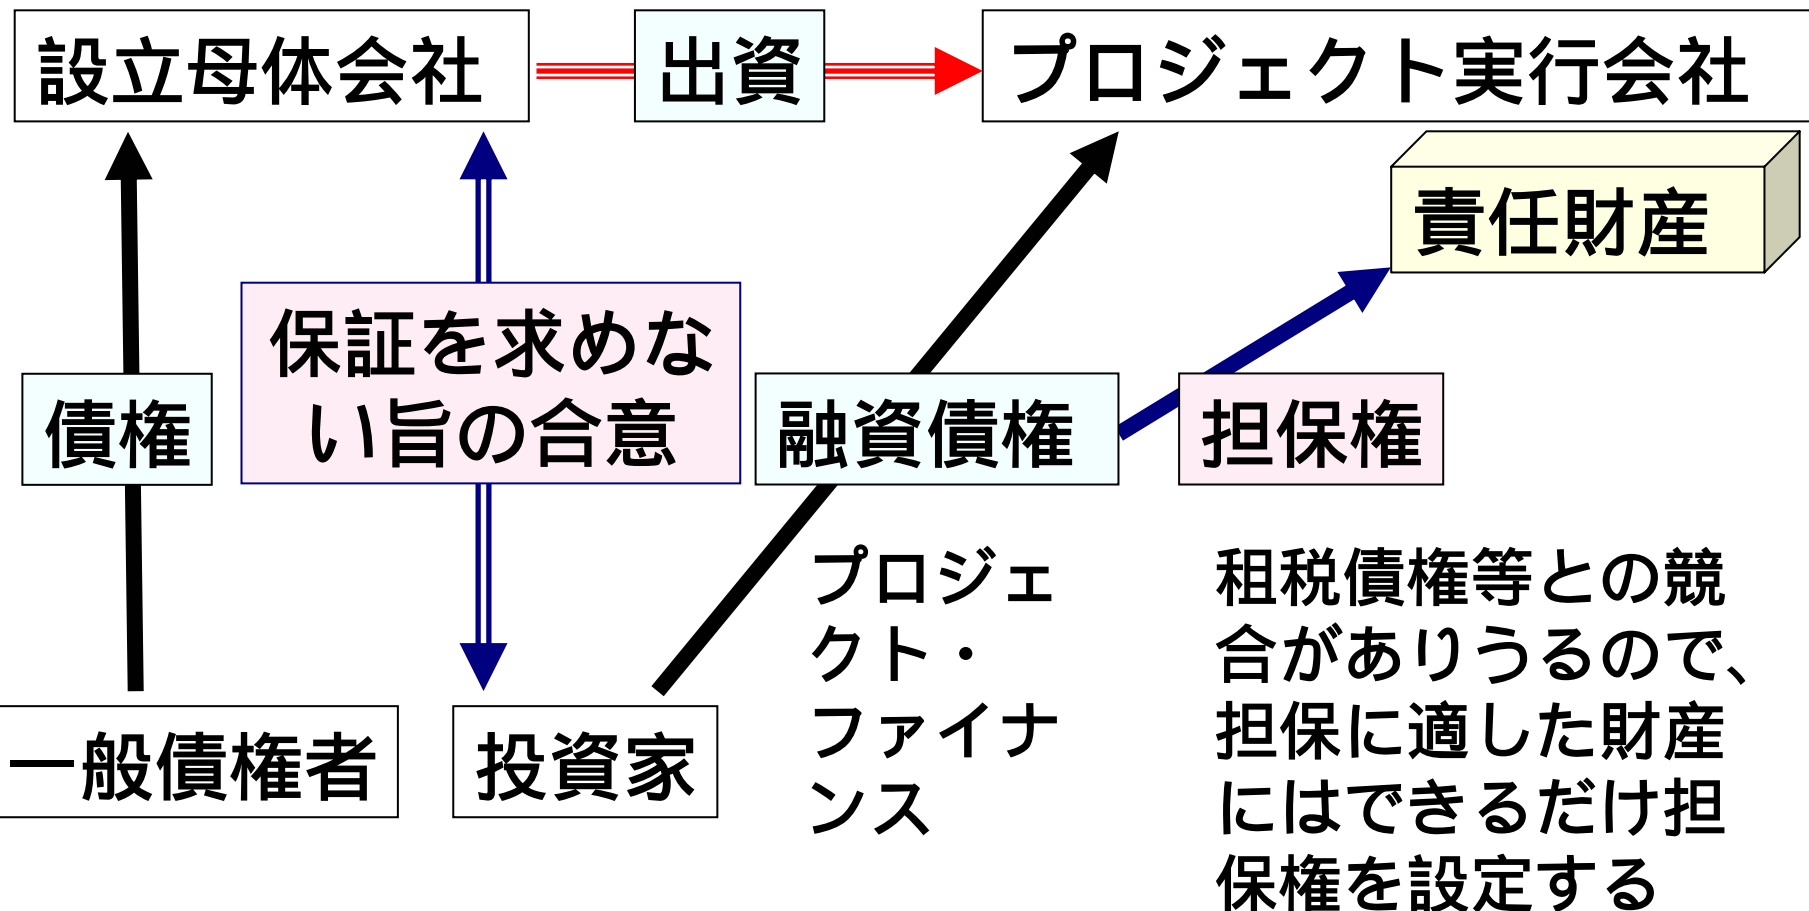 設立母体会社
出資
プロジェクト実行会社
責任財産
保証を求めな
い旨の合意
債権
融資債権
担保権
プロジェ
クト・
ファイナ
ンス
租税債権等との競
合がありうるので、
担保に適した財産
にはできるだけ担
保権を設定する
一般債権者
投資家